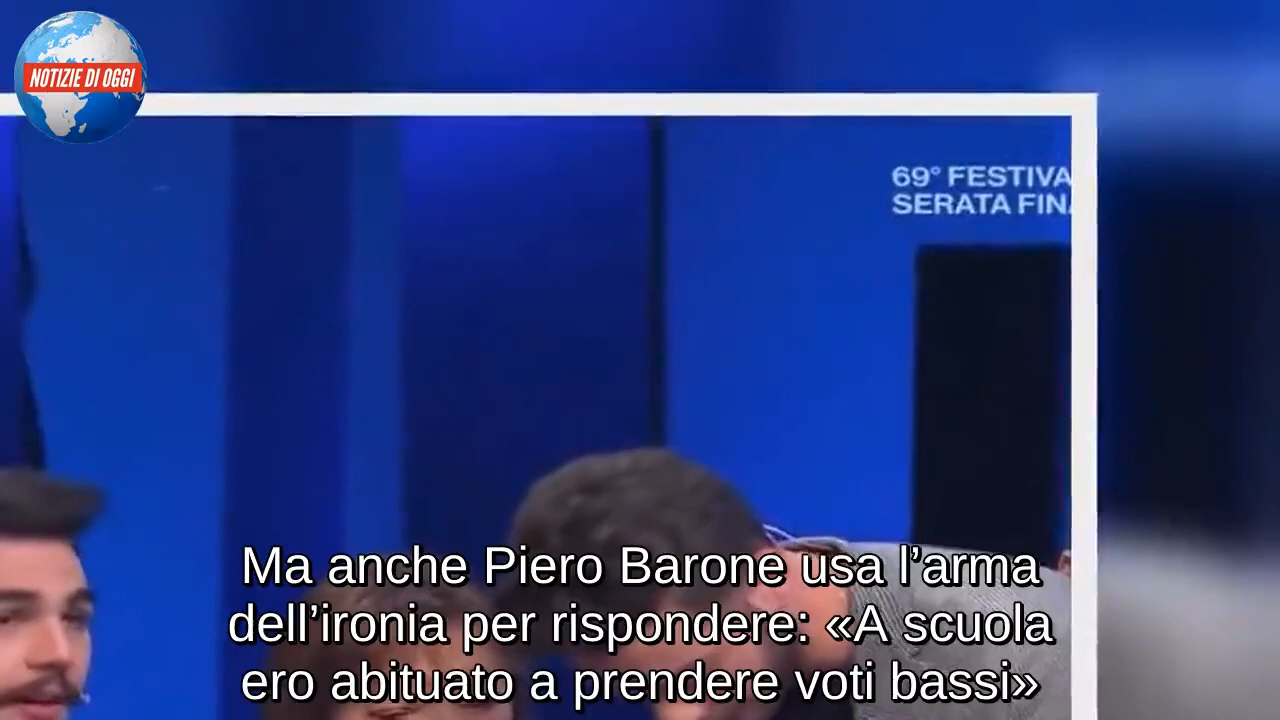 NOTIZIE DI OGGI
69° FESTIVA
SERATA FIN
Ma anche Piero Barone usa l’arma
dell’ironia per rispondere: «A scuola
ero abituato a prendere voti bassi»